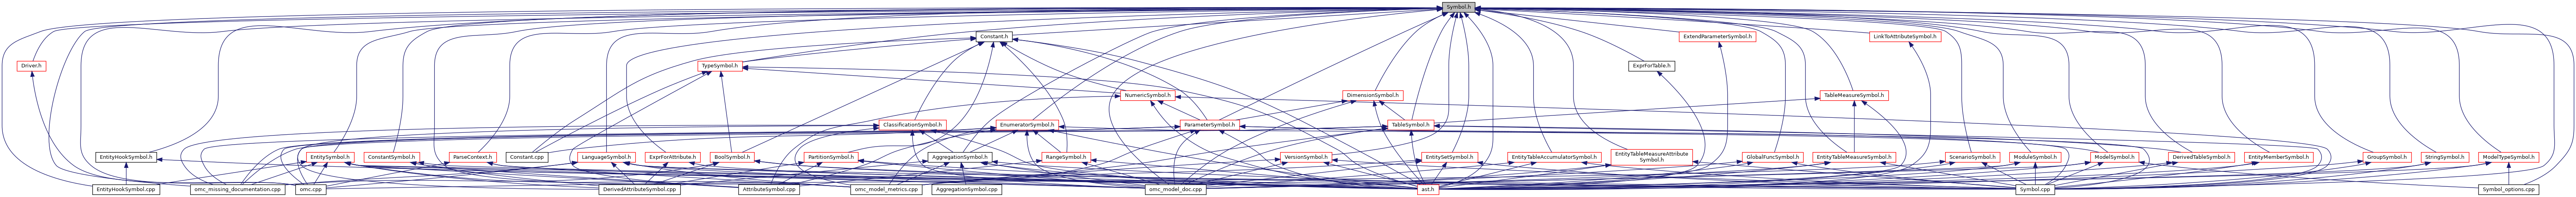 Symbol.h
Constant.h
ExtendParameterSymbol.h
LinkToAttributeSymbol.h
Driver.h
TypeSymbol.h
ExprForTable.h
NumericSymbol.h
DimensionSymbol.h
TableMeasureSymbol.h
ClassificationSymbol.h
EnumeratorSymbol.h
ParameterSymbol.h
TableSymbol.h
EntityHookSymbol.h
EntitySymbol.h
ConstantSymbol.h
ParseContext.h
Constant.cpp
LanguageSymbol.h
ExprForAttribute.h
BoolSymbol.h
PartitionSymbol.h
AggregationSymbol.h
RangeSymbol.h
VersionSymbol.h
EntitySetSymbol.h
EntityTableAccumulatorSymbol.h
EntityTableMeasureAttribute
Symbol.h
GlobalFuncSymbol.h
EntityTableMeasureSymbol.h
ScenarioSymbol.h
ModuleSymbol.h
ModelSymbol.h
DerivedTableSymbol.h
EntityMemberSymbol.h
GroupSymbol.h
StringSymbol.h
ModelTypeSymbol.h
EntityHookSymbol.cpp
omc_missing_documentation.cpp
omc.cpp
DerivedAttributeSymbol.cpp
AttributeSymbol.cpp
omc_model_metrics.cpp
AggregationSymbol.cpp
omc_model_doc.cpp
ast.h
Symbol.cpp
Symbol_options.cpp